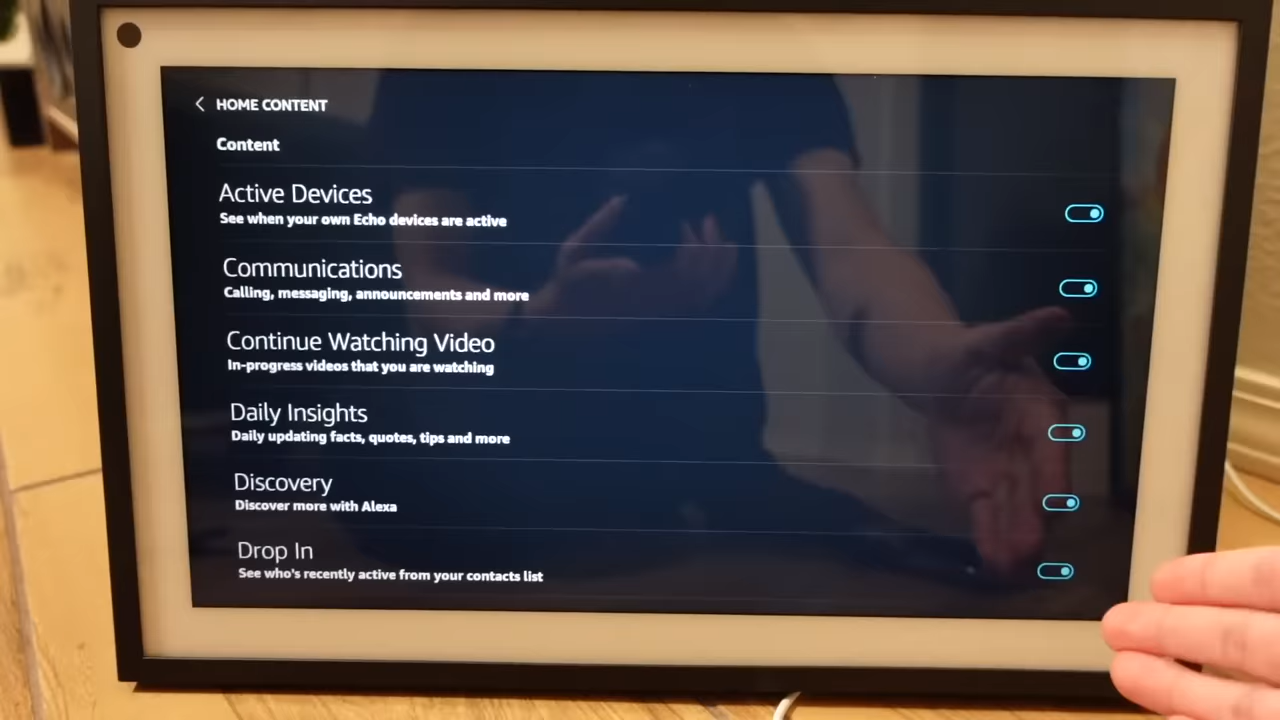 HOME CONTENT
Content
Active Devices
See when your own Echo devices are active
Communications
Calling, messaging, announcements and more
Continue Watching Video
In-progress videos that you are watching
Daily Insights
Daily updating facts, quotes, tips and more
Discovery
Discover more with Alexa
Drop In
See who's recently active from your contacts list